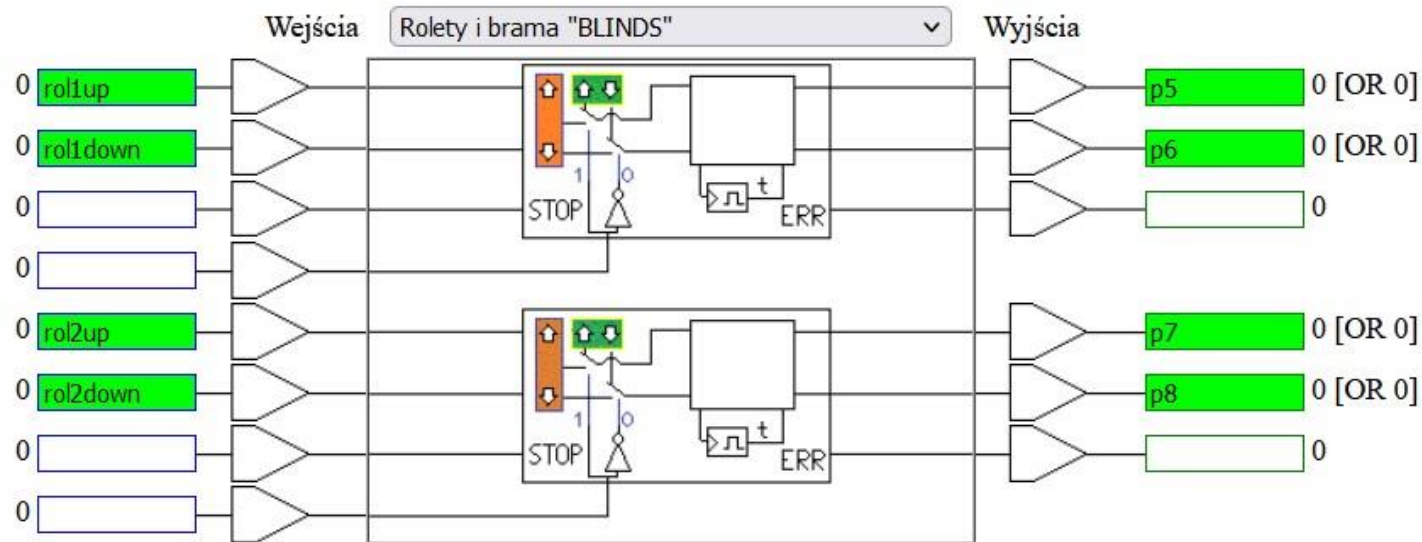 Wejścia Rolety i brama "BLINDS" Wyjścia
0 rol1up p5 0 [OR 0]
0 rol1down p6 0 [OR 0]
1 0 t
0 STOP ERR 0
0
0 rol2up p7 0 [OR 0]
0 rol2down p8 0 [OR 0]
1 0 t
0 STOP ERR 0
0